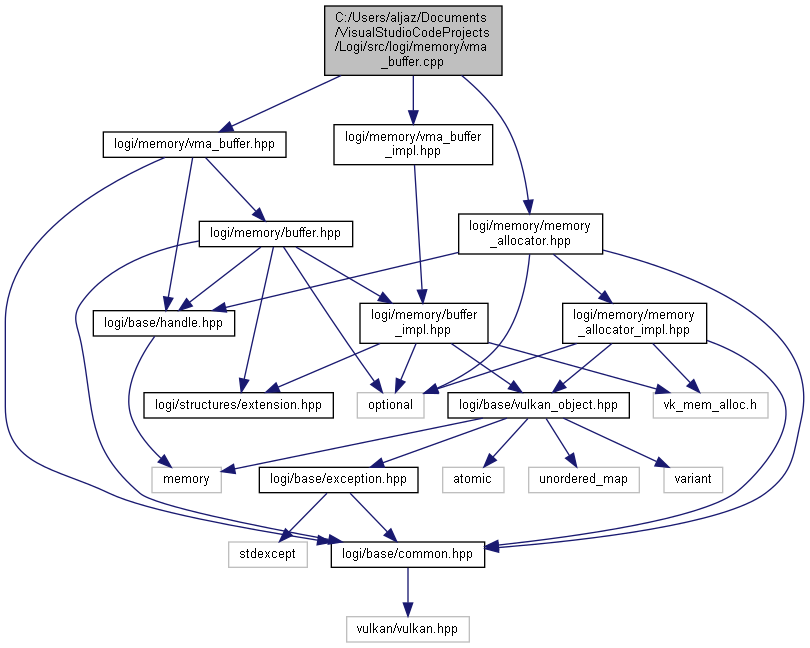 C:/Users/aljaz/Documents
/VisualStudioCodeProjects
/Logi/src/logi/memory/vma
_buffer.cpp
logi/memory/vma_buffer.hpp
logi/memory/vma_buffer
_impl.hpp
logi/memory/buffer.hpp
logi/memory/memory
_allocator.hpp
logi/base/handle.hpp
logi/memory/buffer
_impl.hpp
logi/memory/memory
_allocator_impl.hpp
logi/structures/extension.hpp
optional
logi/base/vulkan_object.hpp
vk_mem_alloc.h
memory
logi/base/exception.hpp
atomic
unordered_map
variant
stdexcept
logi/base/common.hpp
vulkan/vulkan.hpp